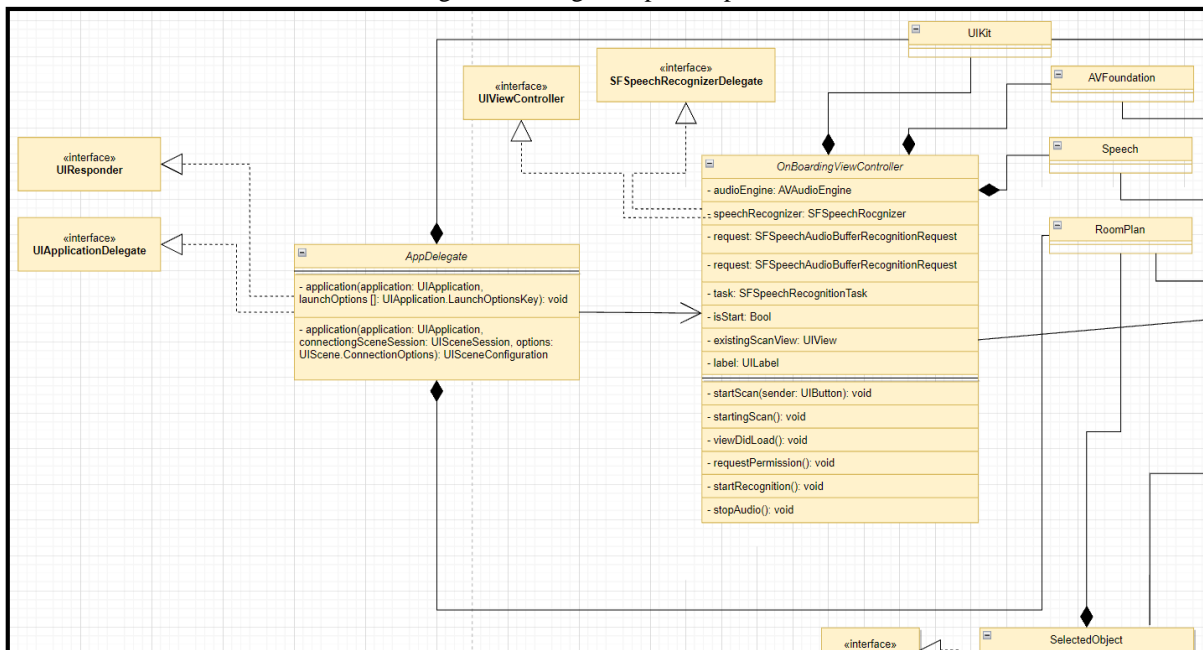 UIKit
AVFoundation
Speech
RoomPlan
«interface»
SFSpeechRecognizerDelegate
«interface»
UIViewController
«interface»
UIResponder
«interface»
UIApplicationDelegate
AppDelegate
- application(application: UIApplication,
launchOptions []: UIApplication.LaunchOptionsKey): void
- application(application: UIApplication,
connectiongSceneSession: UISceneSession, options:
UIScene.ConnectionOptions): UISceneConfiguration
OnBoardingViewController
- audioEngine: AVAudioEngine
- speechRecognizer: SFSpeechRocgnizer
- request: SFSpeechAudioBufferRecognitionRequest
- request: SFSpeechAudioBufferRecognitionRequest
- task: SFSpeechRecognitionTask
- isStart: Bool
- existingScanView: UIView
- label: UILabel
- startScan(sender: UIButton): void
- startingScan(): void
- viewDidLoad(): void
- requestPermission(): void
- startRecognition(): void
- stopAudio(): void
«interface»
SelectedObject